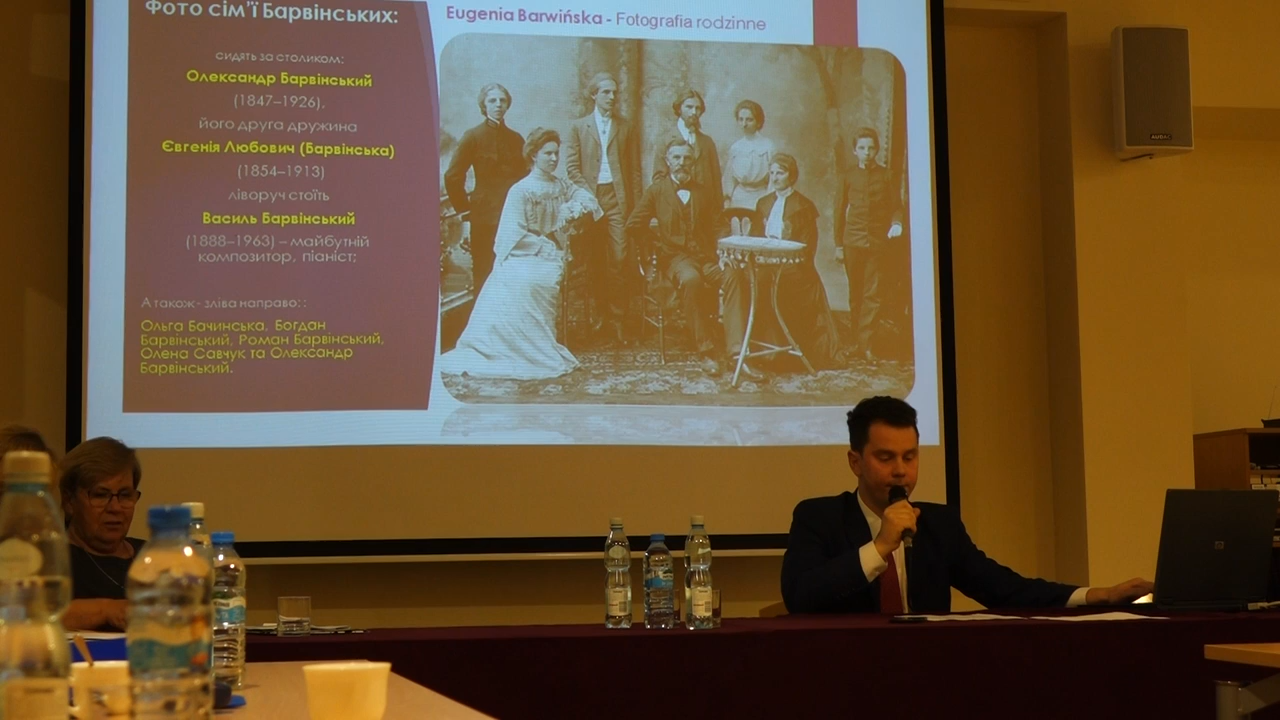 Фото сім'ї Барвінських:
сидять за столиком:
Олександр Барвінський
(1847–1926),
його друга дружина
Євгенія Любович (Барвінська)
(1854–1913)
ліворуч стоїть
Василь Барвінський
(1888–1963) – майбутній
композитор, піаніст;
А також - зліва направо: :
Ольга Бачинська, Богдан
Барвінський, Роман Барвінський,
Олена Савчук та Олександр
Барвінський.
Eugenia Barwińska - Fotografia rodzinne
AUDAC
hp